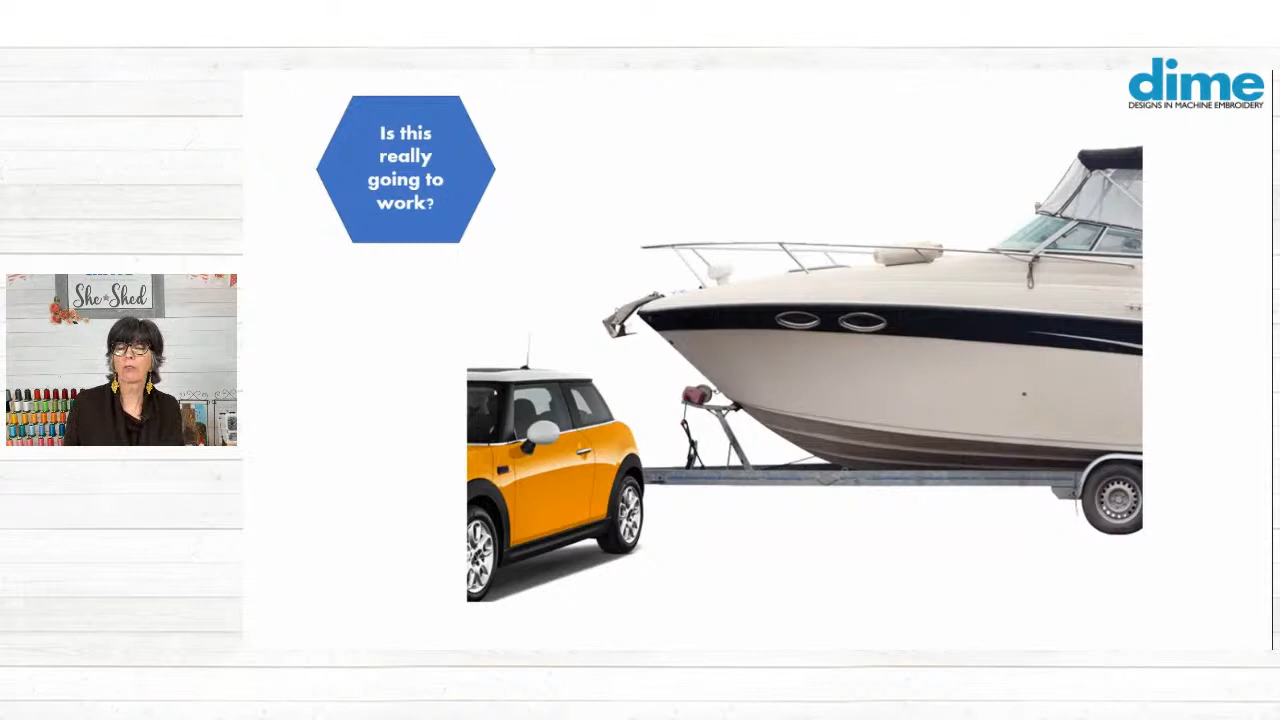 dime
DESIGNS IN MACHINE EMBROIDERY
Is this
really
going to
work?
She Shed